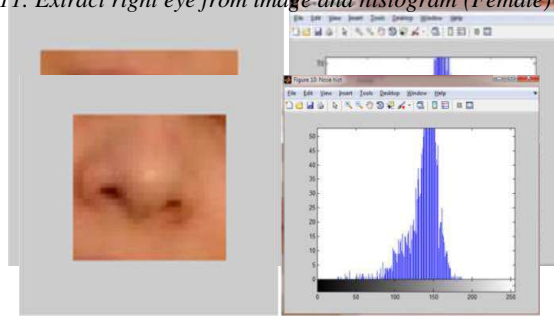 11. Extract right eye from image and histogram (Female)
File Edit View Insert Tools Desktop Window Help
Figure 10: Nose hist
File Edit View Insert Tools Desktop Window Help
50
45
40
35
30
25
20
15
10
5
0
0 50 100 150 200 250